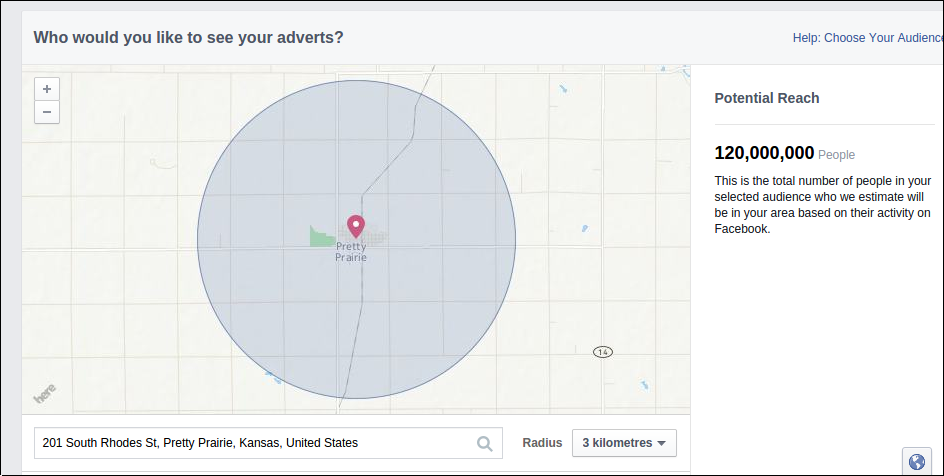 Who would you like to see your adverts?
Help: Choose Your Audience
+
−
Potential Reach
120,000,000 People
This is the total number of people in your
selected audience who we estimate will
be in your area based on their activity on
Facebook.
Pretty
Prairie
14
here
201 South Rhodes St, Pretty Prairie, Kansas, United States
Radius
3 kilometres